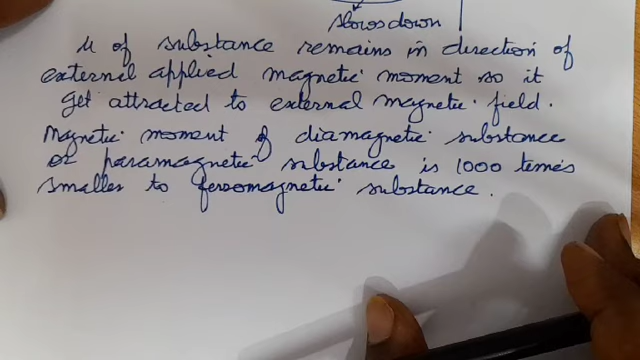 slows down
μ of substance remains in direction of
external applied magnetic moment so it
get attracted to external magnetic field.
Magnetic moment of diamagnetic substance
or paramagnetic substance is 1000 times
smaller to ferromagnetic substance.